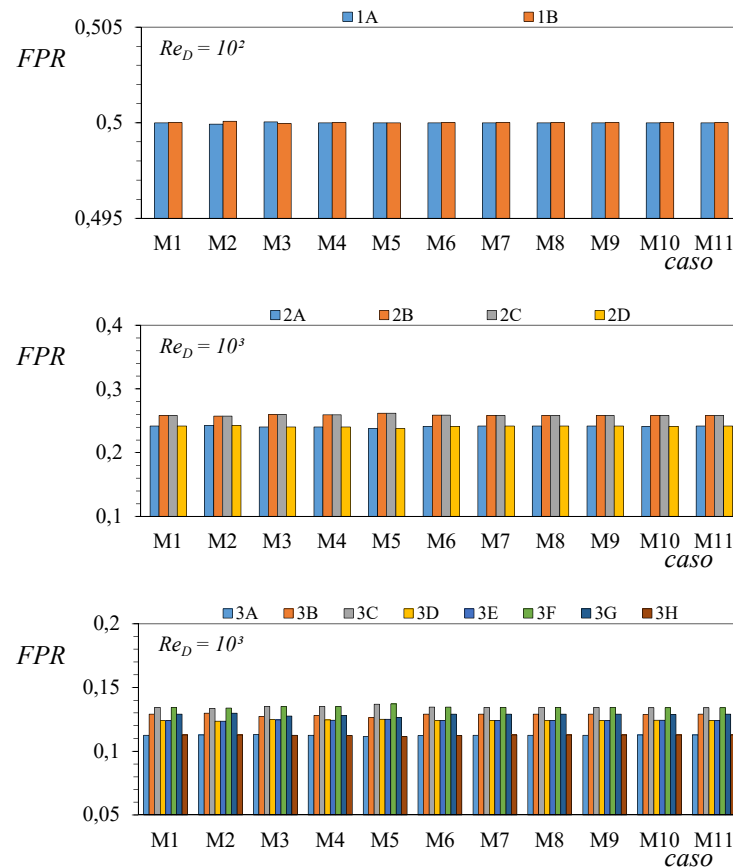 1A 1B
0,505
FPR
Re_D = 10²
0,5
0,495
M1 M2 M3 M4 M5 M6 M7 M8 M9 M10 M11
caso
2A 2B 2C 2D
0,4
FPR
Re_D = 10³
0,3
0,2
0,1
M1 M2 M3 M4 M5 M6 M7 M8 M9 M10 M11
caso
3A 3B 3C 3D 3E 3F 3G 3H
0,2
FPR
Re_D = 10³
0,15
0,1
0,05
M1 M2 M3 M4 M5 M6 M7 M8 M9 M10 M11
caso